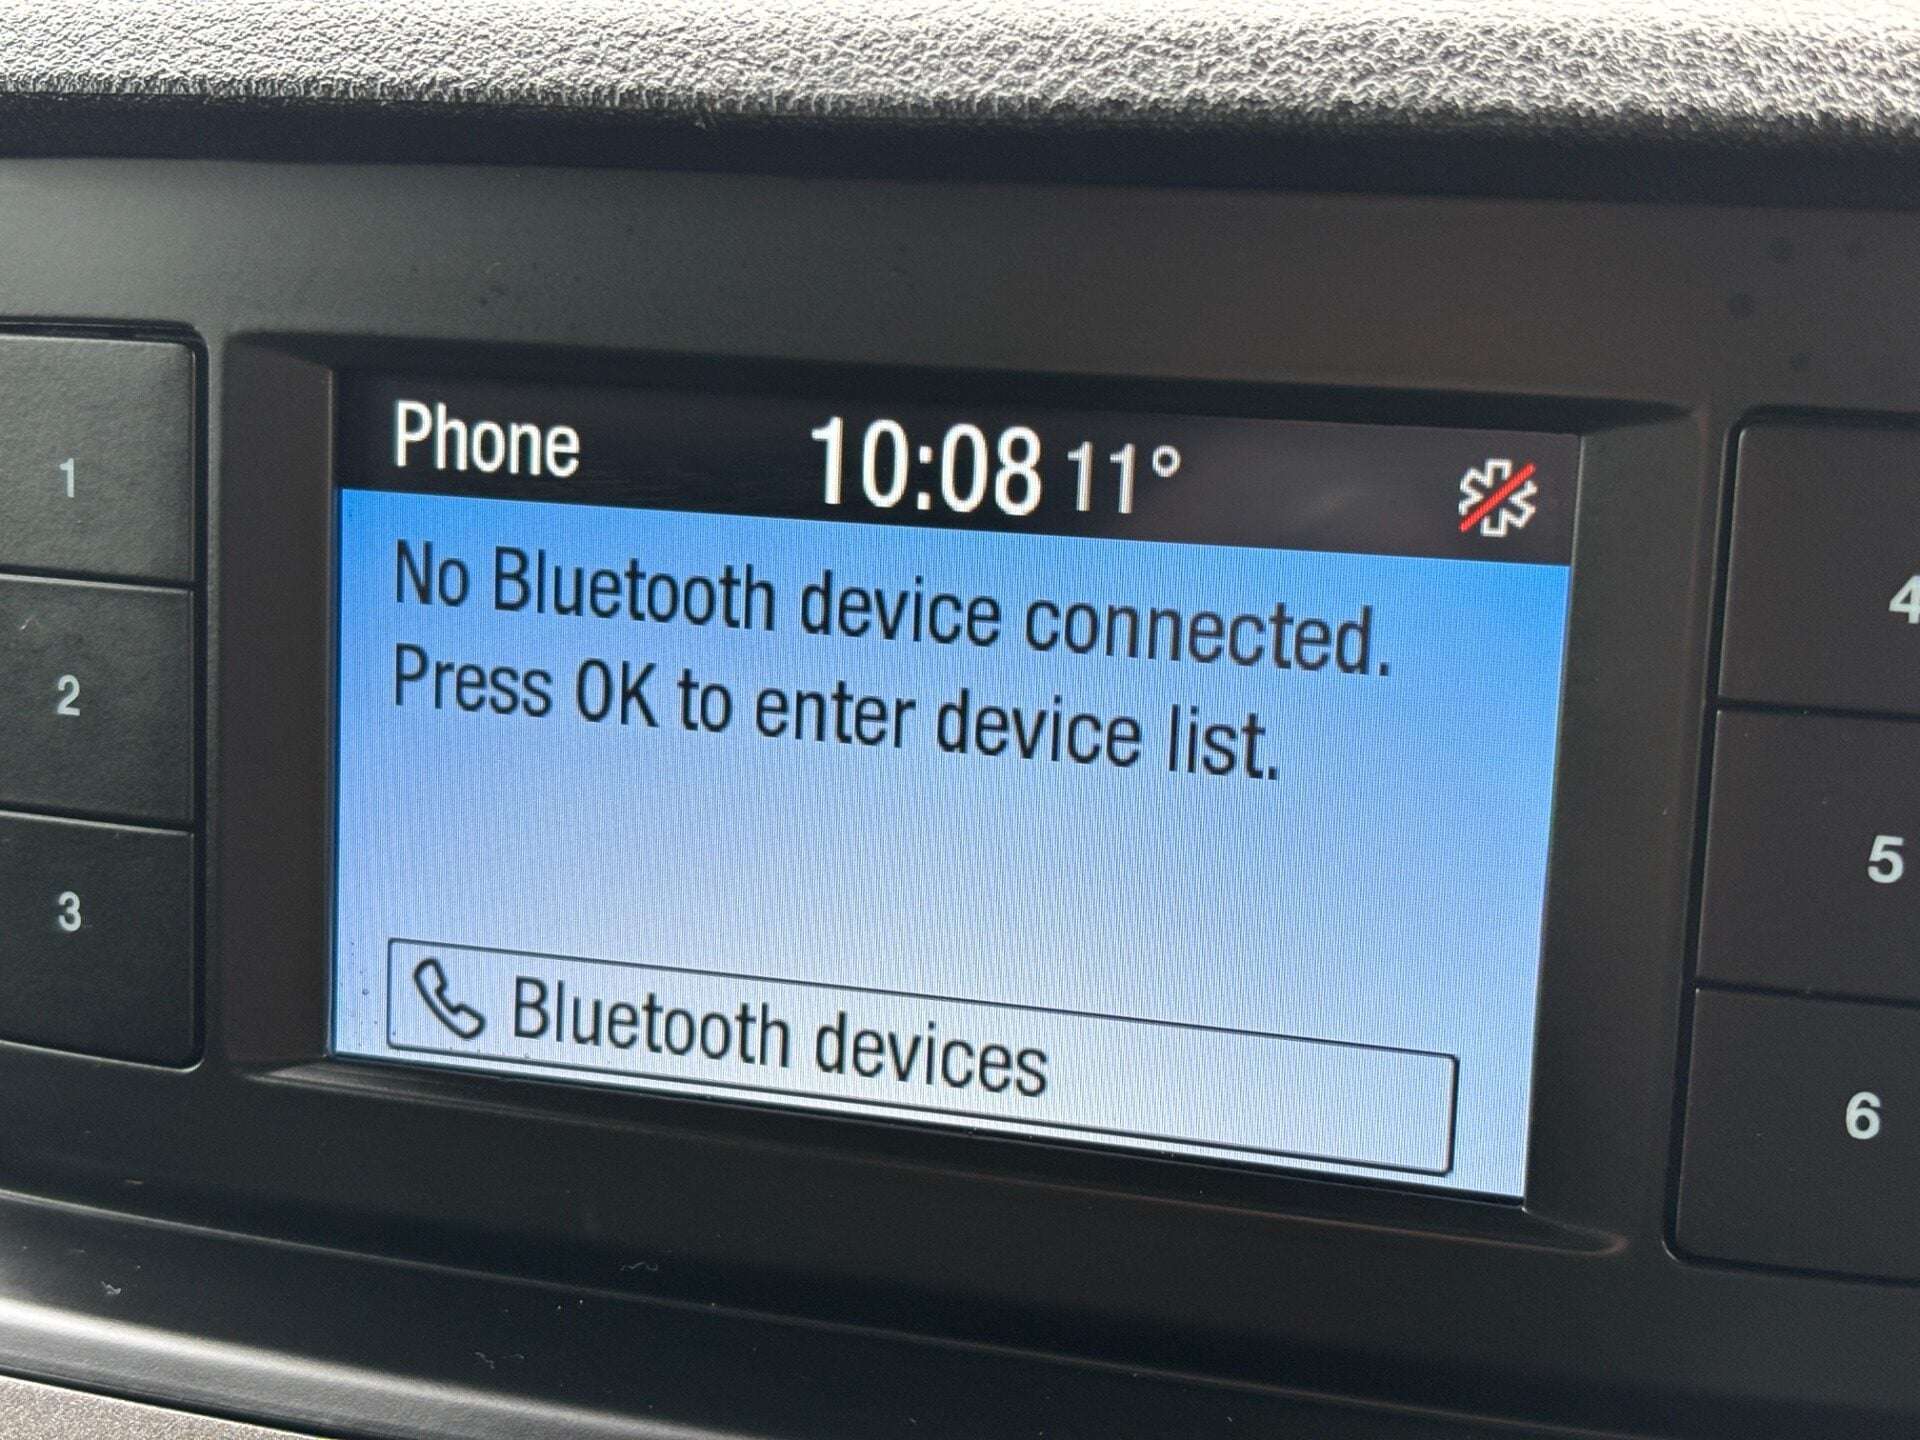 Phone 10:08 11°
No Bluetooth device connected.
Press OK to enter device list.
Bluetooth devices
1
2
3
4
5
6